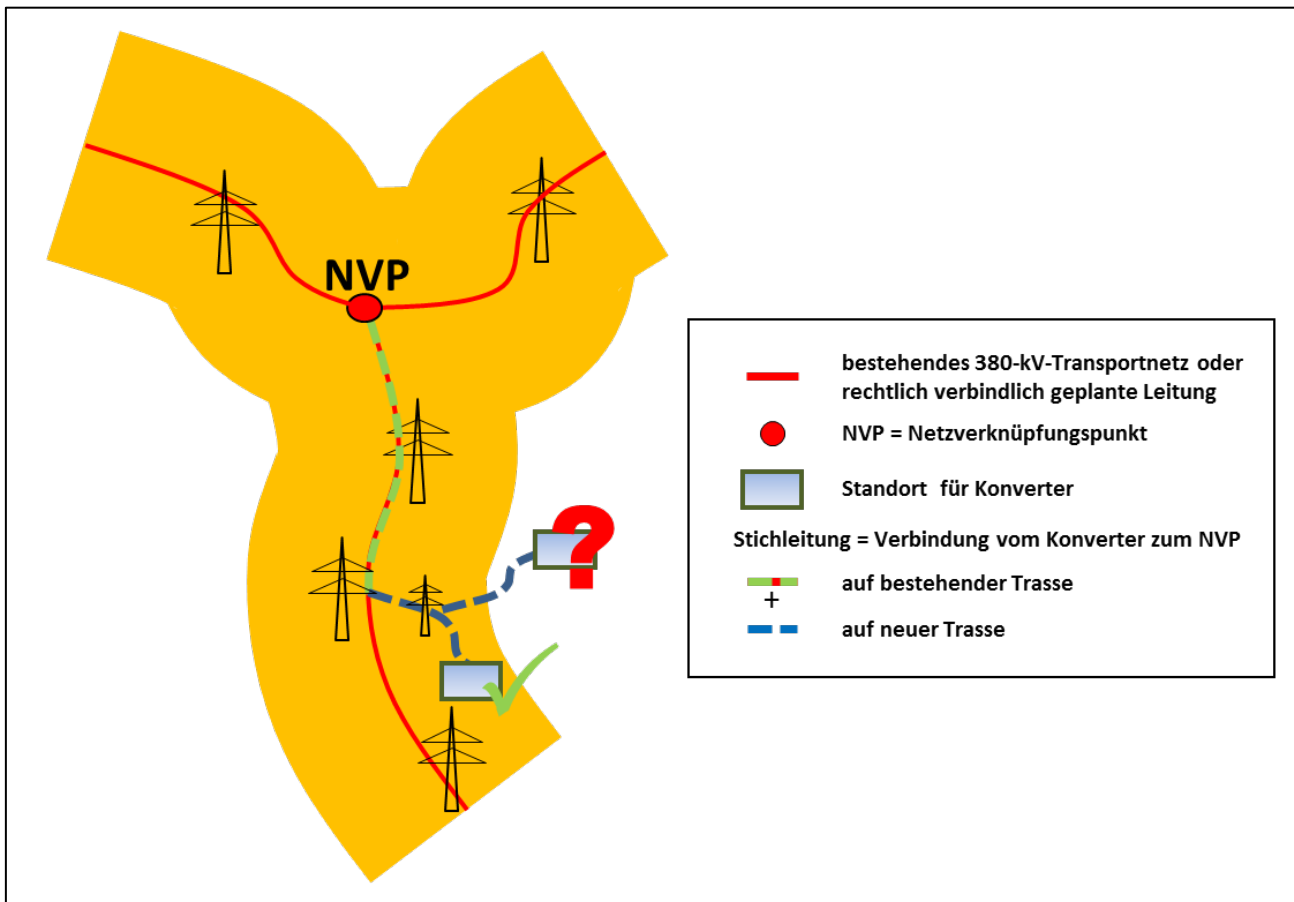 NVP
?
bestehendes 380-kV-Transportnetz oder
rechtlich verbindlich geplante Leitung
NVP = Netzverknüpfungspunkt
Standort für Konverter
Stichleitung = Verbindung vom Konverter zum NVP
auf bestehender Trasse
+
auf neuer Trasse